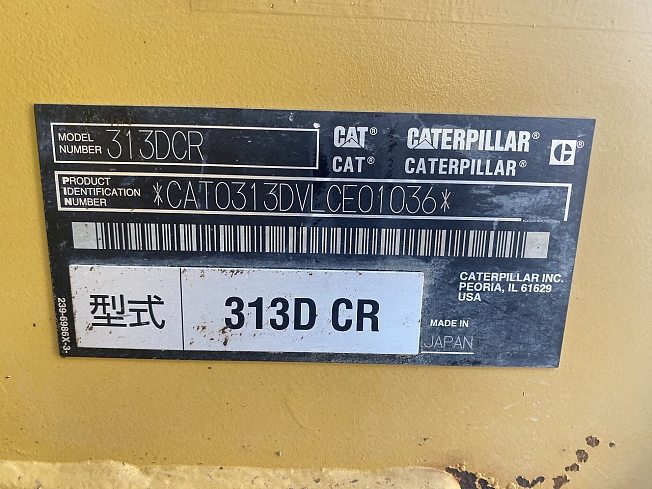 MODEL NUMBER 313DCR
CAT® CATERPILLAR®
CAT® CATERPILLAR®
PRODUCT IDENTIFICATION NUMBER *CAT0313DVLCE01036*
CATERPILLAR INC.
PEORIA, IL 61629
USA
型式 313D CR
MADE IN
JAPAN
239-6986X-3